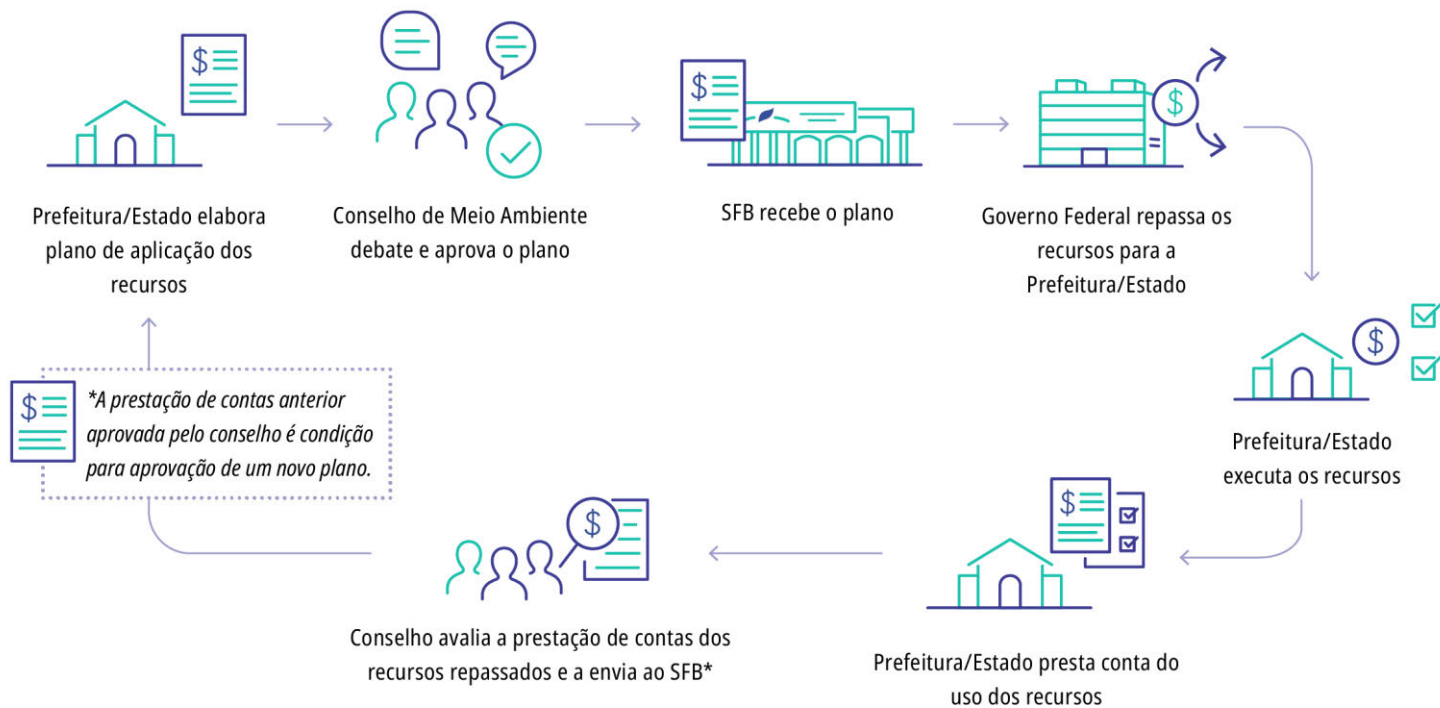 Prefeitura/Estado elabora
plano de aplicação dos
recursos
Conselho de Meio Ambiente
debate e aprova o plano
SFB recebe o plano
Governo Federal repassa os
recursos para a
Prefeitura/Estado
Prefeitura/Estado
executa os recursos
Prefeitura/Estado presta conta do
uso dos recursos
Conselho avalia a prestação de contas dos
recursos repassados e a envia ao SFB*
*A prestação de contas anterior
aprovada pelo conselho é condição
para aprovação de um novo plano.